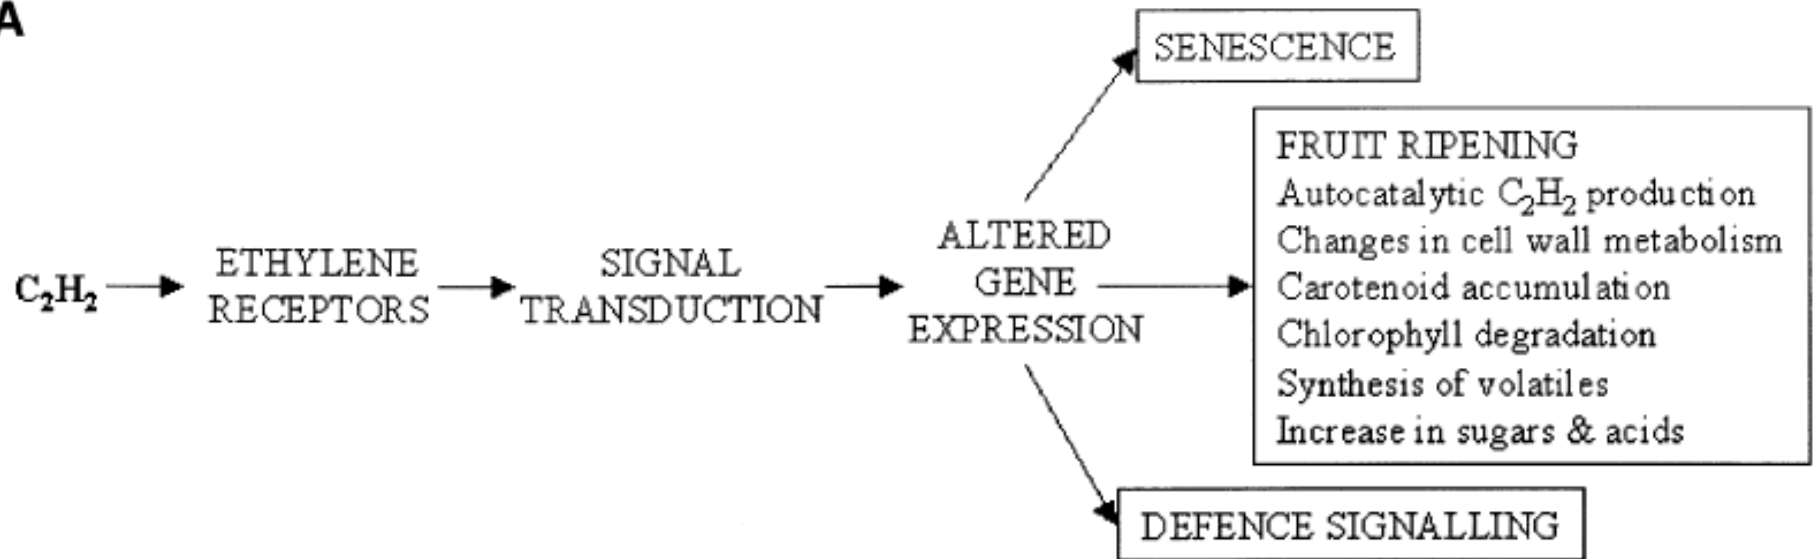 A
SENESCENCE
FRUIT RIPENING
Autocatalytic C₂H₂ production
Changes in cell wall metabolism
Carotenoid accumulation
Chlorophyll degradation
Synthesis of volatiles
Increase in sugars & acids
C₂H₂
ETHYLENE
RECEPTORS
SIGNAL
TRANSDUCTION
ALTERED
GENE
EXPRESSION
DEFENCE SIGNALLING